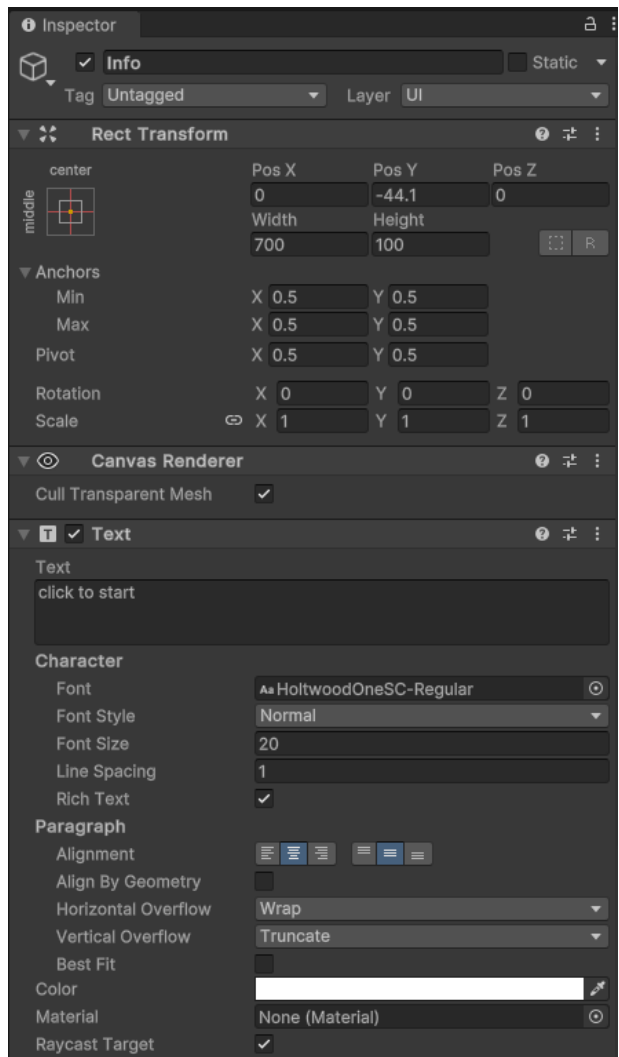 Inspector
Info Static
Tag Untagged Layer UI
Rect Transform
center Pos X Pos Y Pos Z
middle 0 -44.1 0
Width Height
700 100 R
Anchors
Min X 0.5 Y 0.5
Max X 0.5 Y 0.5
Pivot X 0.5 Y 0.5
Rotation X 0 Y 0 Z 0
Scale X 1 Y 1 Z 1
Canvas Renderer
Cull Transparent Mesh
T Text
Text
click to start
Character
Font Aa HoltwoodOneSC-Regular
Font Style Normal
Font Size 20
Line Spacing 1
Rich Text
Paragraph
Alignment
Align By Geometry
Horizontal Overflow Wrap
Vertical Overflow Truncate
Best Fit
Color
Material None (Material)
Raycast Target